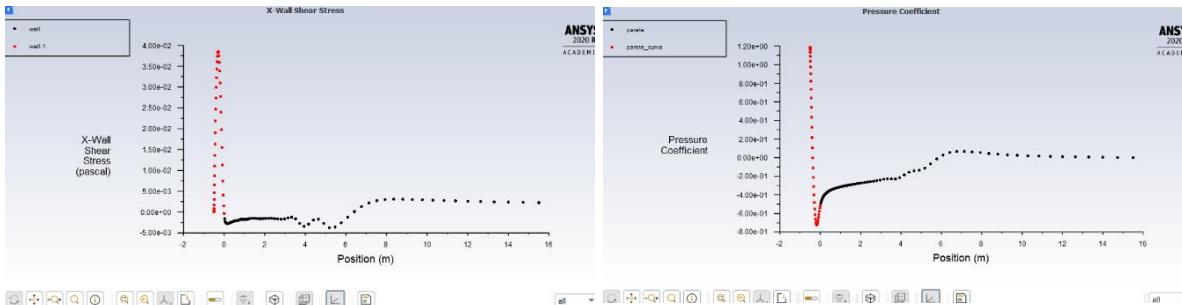 X-Wall Shear Stress
wall
wall-1
ANSYS
2020 R
ACADEMIC
4.00e-02
3.50e-02
3.00e-02
2.50e-02
2.00e-02
1.50e-02
1.00e-02
5.00e-03
0.00e+00
-5.00e-03
X-Wall
Shear
Stress
(pascal)
-2 0 2 4 6 8 10 12 14 16
Position (m)
all
Pressure Coefficient
parete
parete_curva
ANSY
2020
ACADEM
1.20e+00
1.00e+00
8.00e-01
6.00e-01
4.00e-01
2.00e-01
0.00e+00
-2.00e-01
-4.00e-01
-6.00e-01
-8.00e-01
Pressure
Coefficient
-2 0 2 4 6 8 10 12 14 16
Position (m)
all